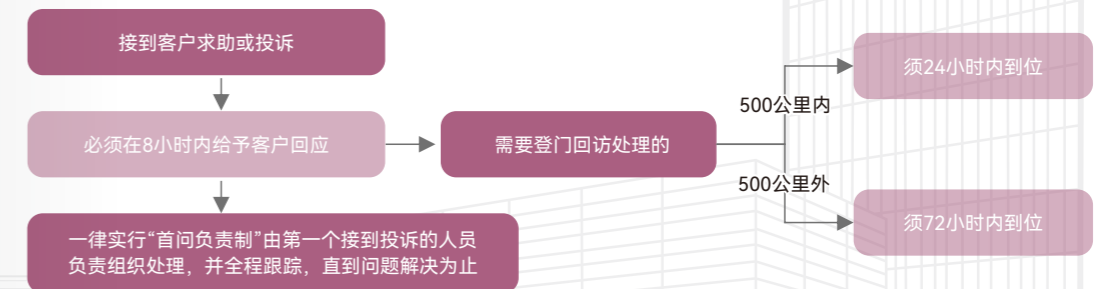 接到客户求助或投诉
必须在8小时内给予客户回应
需要登门回访处理的
500公里内
须24小时内到位
500公里外
须72小时内到位
一律实行“首问负责制”由第一个接到投诉的人员
负责组织处理，并全程跟踪，直到问题解决为止